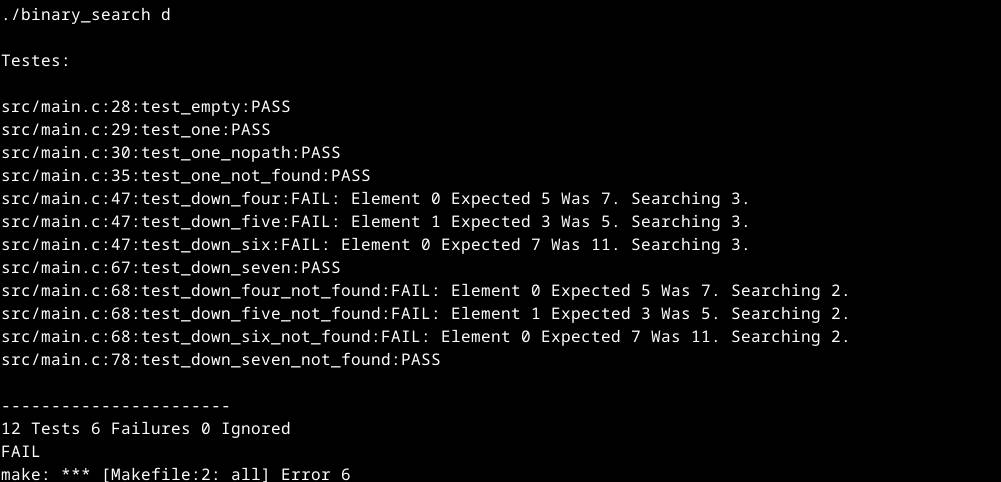 ./binary_search d
Testes:
src/main.c:28:test_empty:PASS
src/main.c:29:test_one:PASS
src/main.c:30:test_one_nopath:PASS
src/main.c:35:test_one_not_found:PASS
src/main.c:47:test_down_four:FAIL: Element 0 Expected 5 Was 7. Searching 3.
src/main.c:47:test_down_five:FAIL: Element 1 Expected 3 Was 5. Searching 3.
src/main.c:47:test_down_six:FAIL: Element 0 Expected 7 Was 11. Searching 3.
src/main.c:67:test_down_seven:PASS
src/main.c:68:test_down_four_not_found:FAIL: Element 0 Expected 5 Was 7. Searching 2.
src/main.c:68:test_down_five_not_found:FAIL: Element 1 Expected 3 Was 5. Searching 2.
src/main.c:68:test_down_six_not_found:FAIL: Element 0 Expected 7 Was 11. Searching 2.
src/main.c:78:test_down_seven_not_found:PASS
-----------------------
12 Tests 6 Failures 0 Ignored
FAIL
make: *** [Makefile:2: all] Error 6